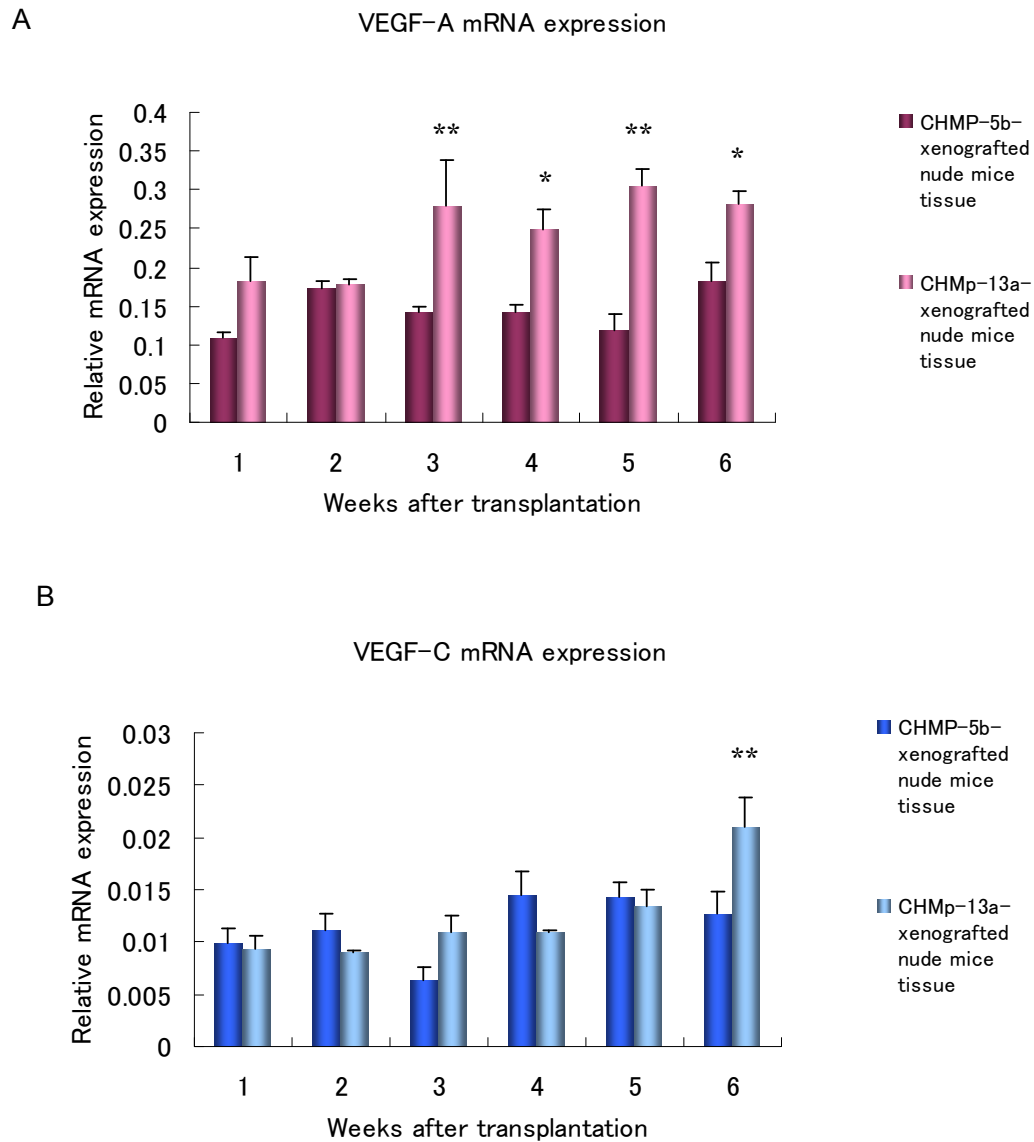 A
VEGF-A mRNA expression
Relative mRNA expression
0.4
0.35
0.3
0.25
0.2
0.15
0.1
0.05
0
**
*
**
*
1 2 3 4 5 6
Weeks after transplantation
CHMP-5b-
xenografted
nude mice
tissue
CHMp-13a-
xenografted
nude mice
tissue
B
VEGF-C mRNA expression
Relative mRNA expression
0.03
0.025
0.02
0.015
0.01
0.005
0
**
1 2 3 4 5 6
Weeks after transplantation
CHMP-5b-
xenografted
nude mice
tissue
CHMp-13a-
xenografted
nude mice
tissue